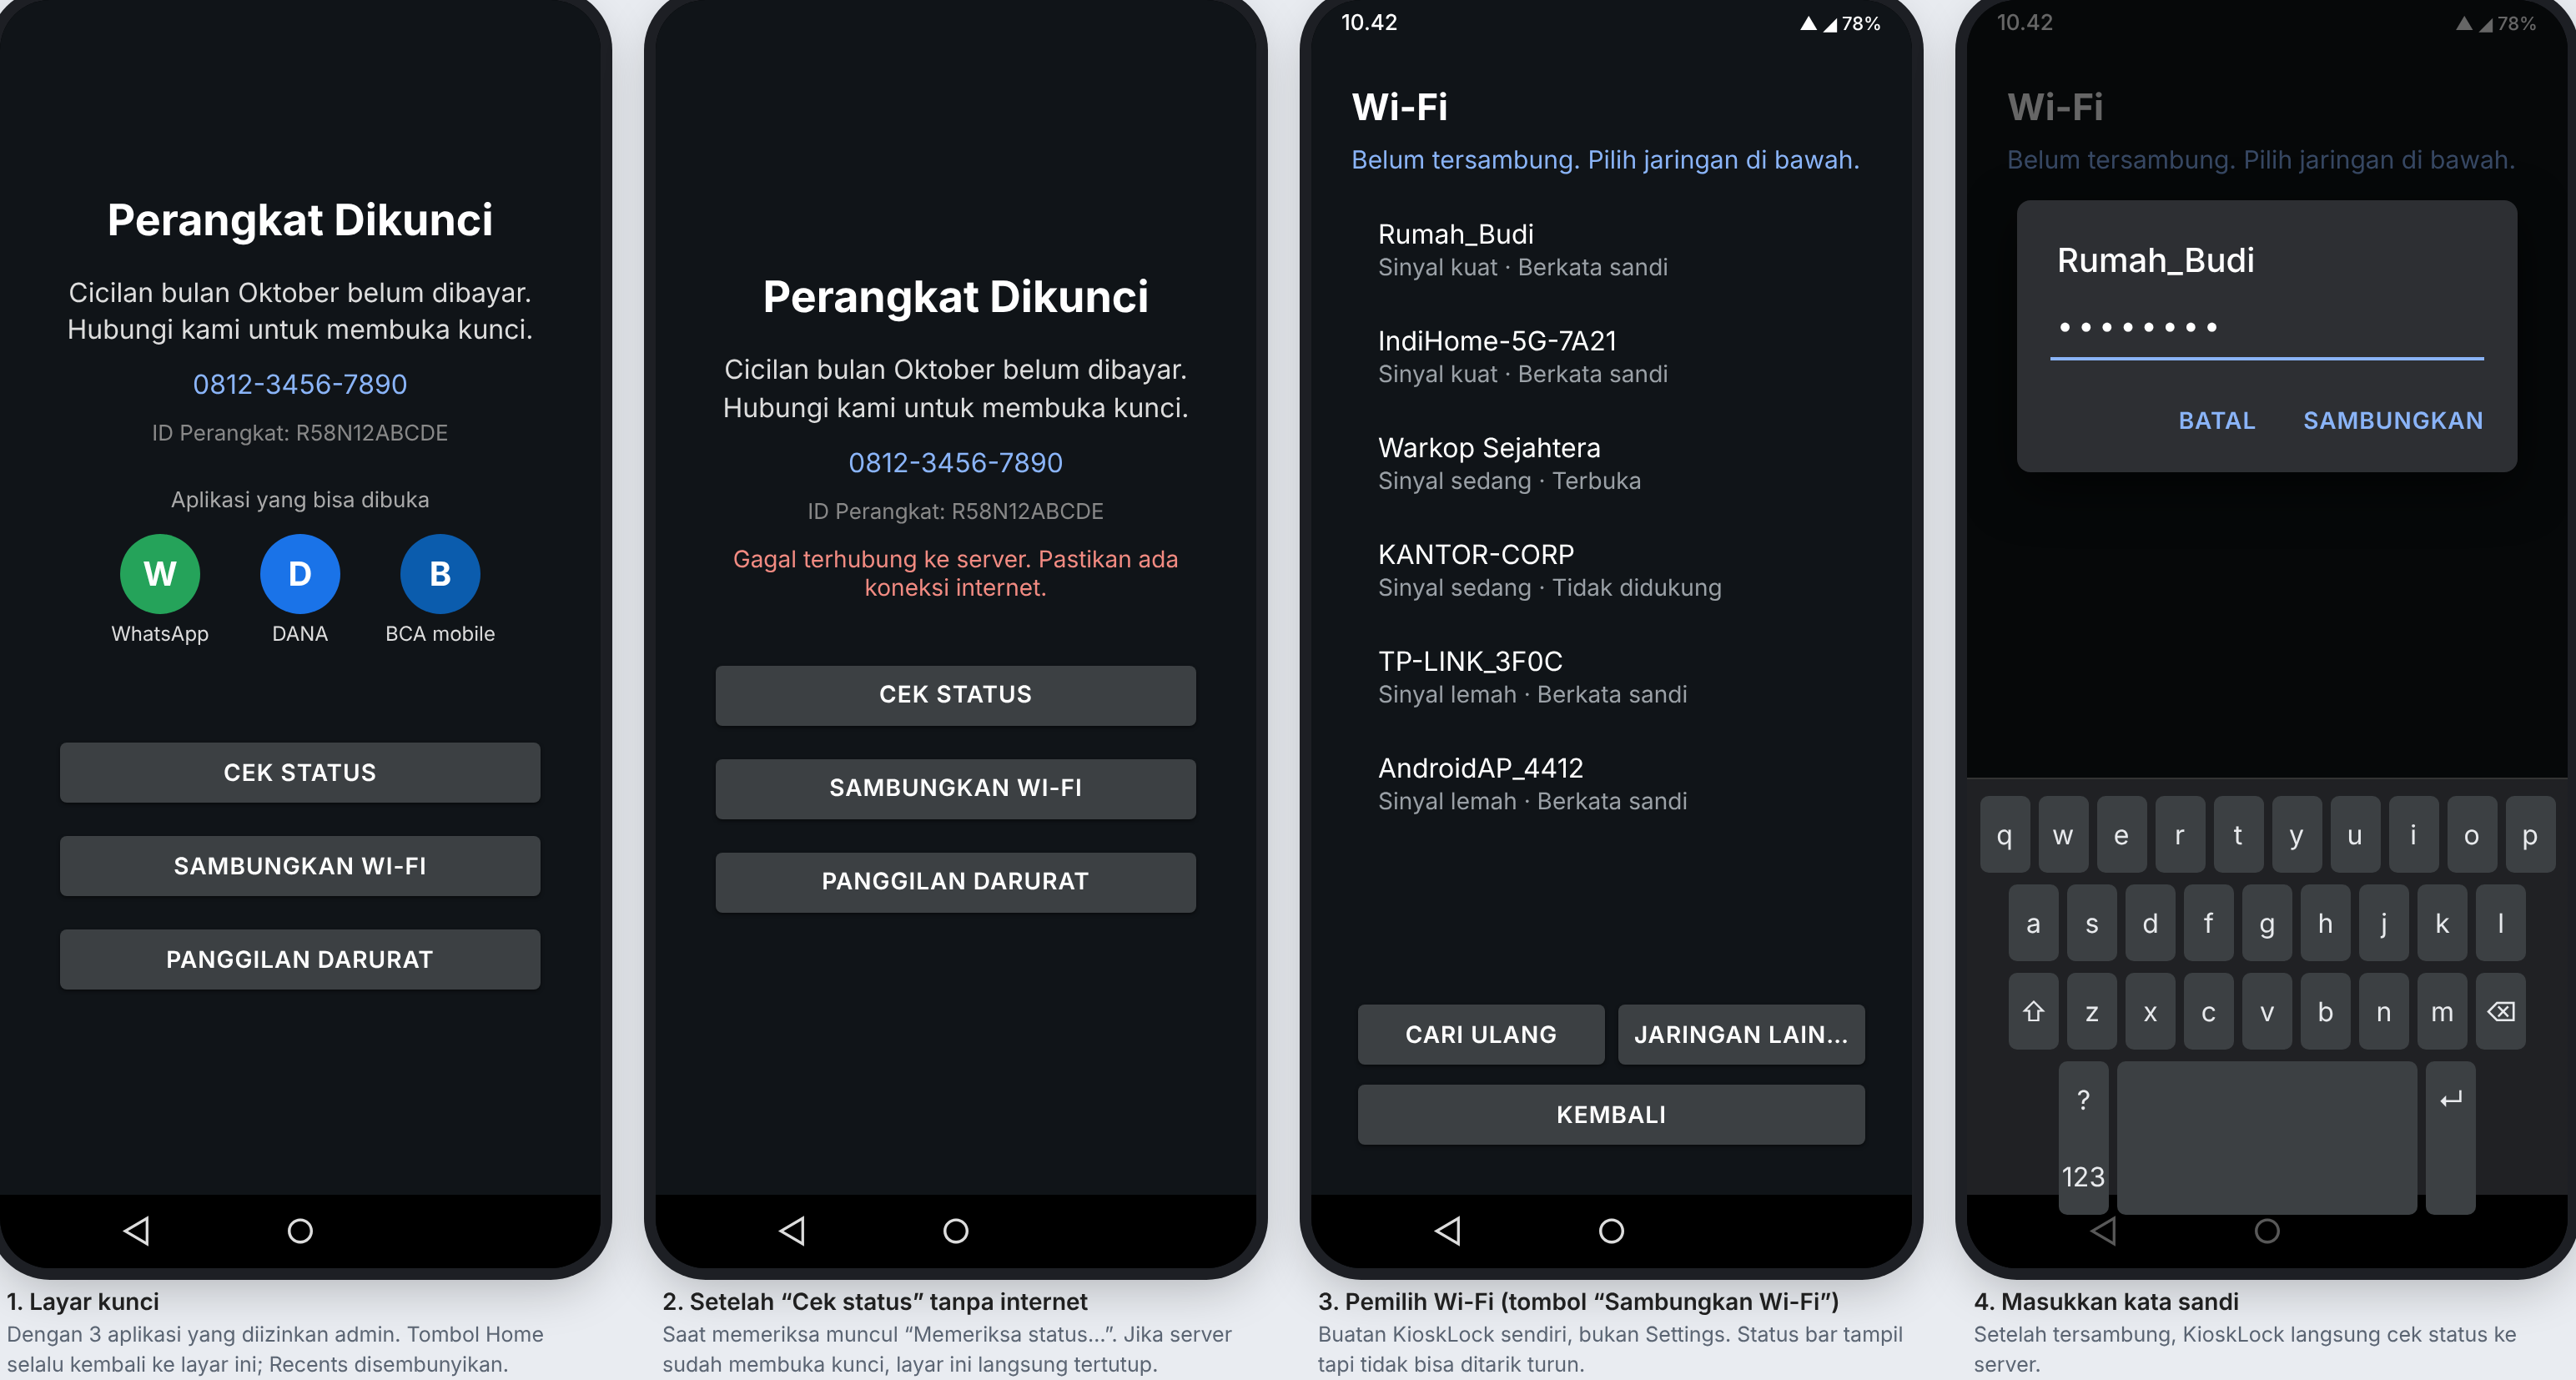 Perangkat Dikunci
Cicilan bulan Oktober belum dibayar.
Hubungi kami untuk membuka kunci.
0812-3456-7890
ID Perangkat: R58N12ABCDE
Aplikasi yang bisa dibuka
W
D
B
WhatsApp
DANA
BCA mobile
CEK STATUS
SAMBUNGKAN WI-FI
PANGGILAN DARURAT
1. Layar kunci
Dengan 3 aplikasi yang diizinkan admin. Tombol Home
selalu kembali ke layar ini; Recents disembunyikan.
Perangkat Dikunci
Cicilan bulan Oktober belum dibayar.
Hubungi kami untuk membuka kunci.
0812-3456-7890
ID Perangkat: R58N12ABCDE
Gagal terhubung ke server. Pastikan ada
koneksi internet.
CEK STATUS
SAMBUNGKAN WI-FI
PANGGILAN DARURAT
2. Setelah “Cek status” tanpa internet
Saat memeriksa muncul “Memeriksa status…”. Jika server
sudah membuka kunci, layar ini langsung tertutup.
10.42
78%
Wi-Fi
Belum tersambung. Pilih jaringan di bawah.
Rumah_Budi
Sinyal kuat · Berkata sandi
IndiHome-5G-7A21
Sinyal kuat · Berkata sandi
Warkop Sejahtera
Sinyal sedang · Terbuka
KANTOR-CORP
Sinyal sedang · Tidak didukung
TP-LINK_3F0C
Sinyal lemah · Berkata sandi
AndroidAP_4412
Sinyal lemah · Berkata sandi
CARI ULANG
JARINGAN LAIN…
KEMBALI
3. Pemilih Wi-Fi (tombol “Sambungkan Wi-Fi”)
Buatan KioskLock sendiri, bukan Settings. Status bar tampil
tapi tidak bisa ditarik turun.
10.42
78%
Wi-Fi
Belum tersambung. Pilih jaringan di bawah.
Rumah_Budi
••••••••
BATAL
SAMBUNGKAN
q w e r t y u i o p
a s d f g h j k l
z x c v b n m
?
123
4. Masukkan kata sandi
Setelah tersambung, KioskLock langsung cek status ke
server.